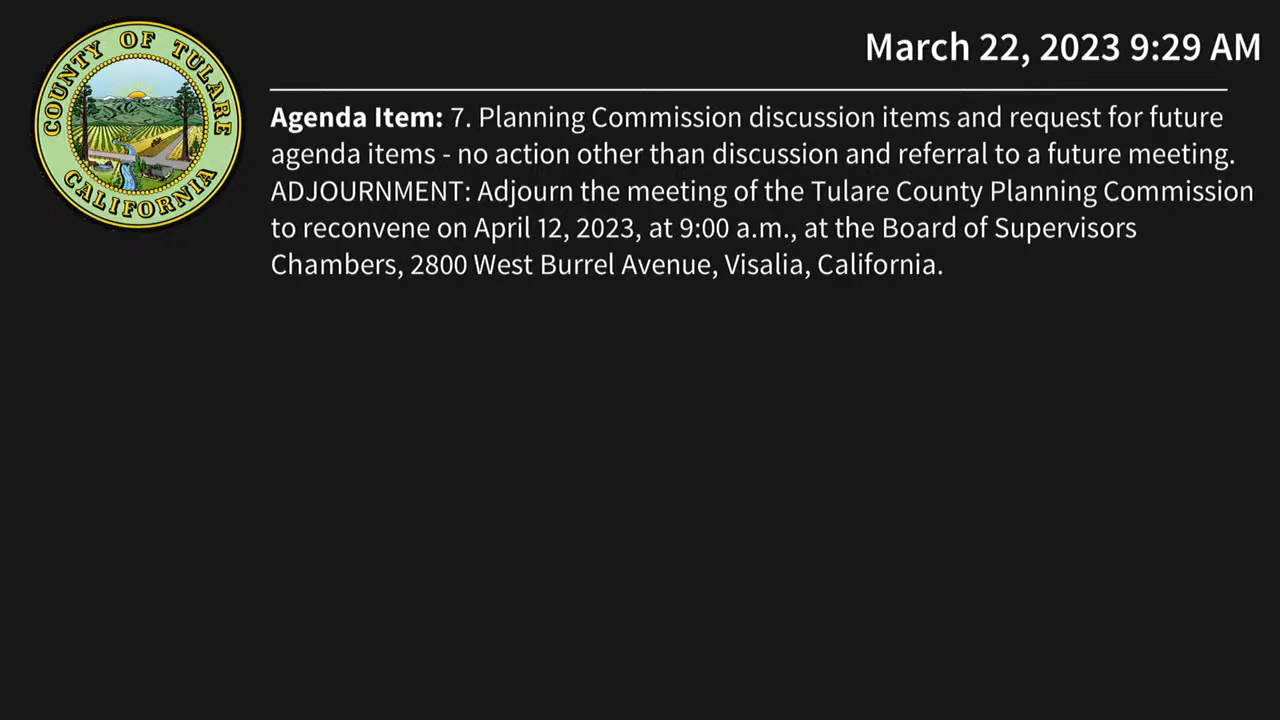 COUNTY OF TULARE
CALIFORNIA
March 22, 2023 9:29 AM
Agenda Item: 7. Planning Commission discussion items and request for future
agenda items - no action other than discussion and referral to a future meeting.
ADJOURNMENT: Adjourn the meeting of the Tulare County Planning Commission
to reconvene on April 12, 2023, at 9:00 a.m., at the Board of Supervisors
Chambers, 2800 West Burrel Avenue, Visalia, California.